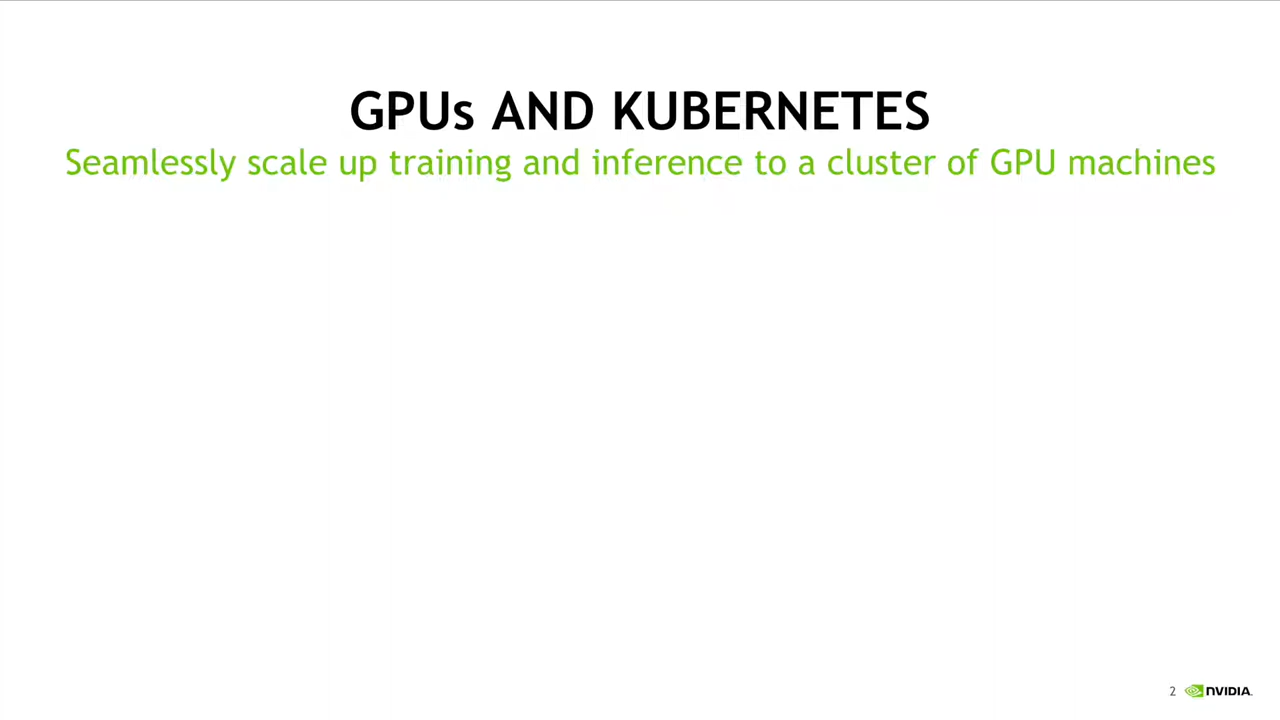 GPUs AND KUBERNETES
Seamlessly scale up training and inference to a cluster of GPU machines
2 NVIDIA.